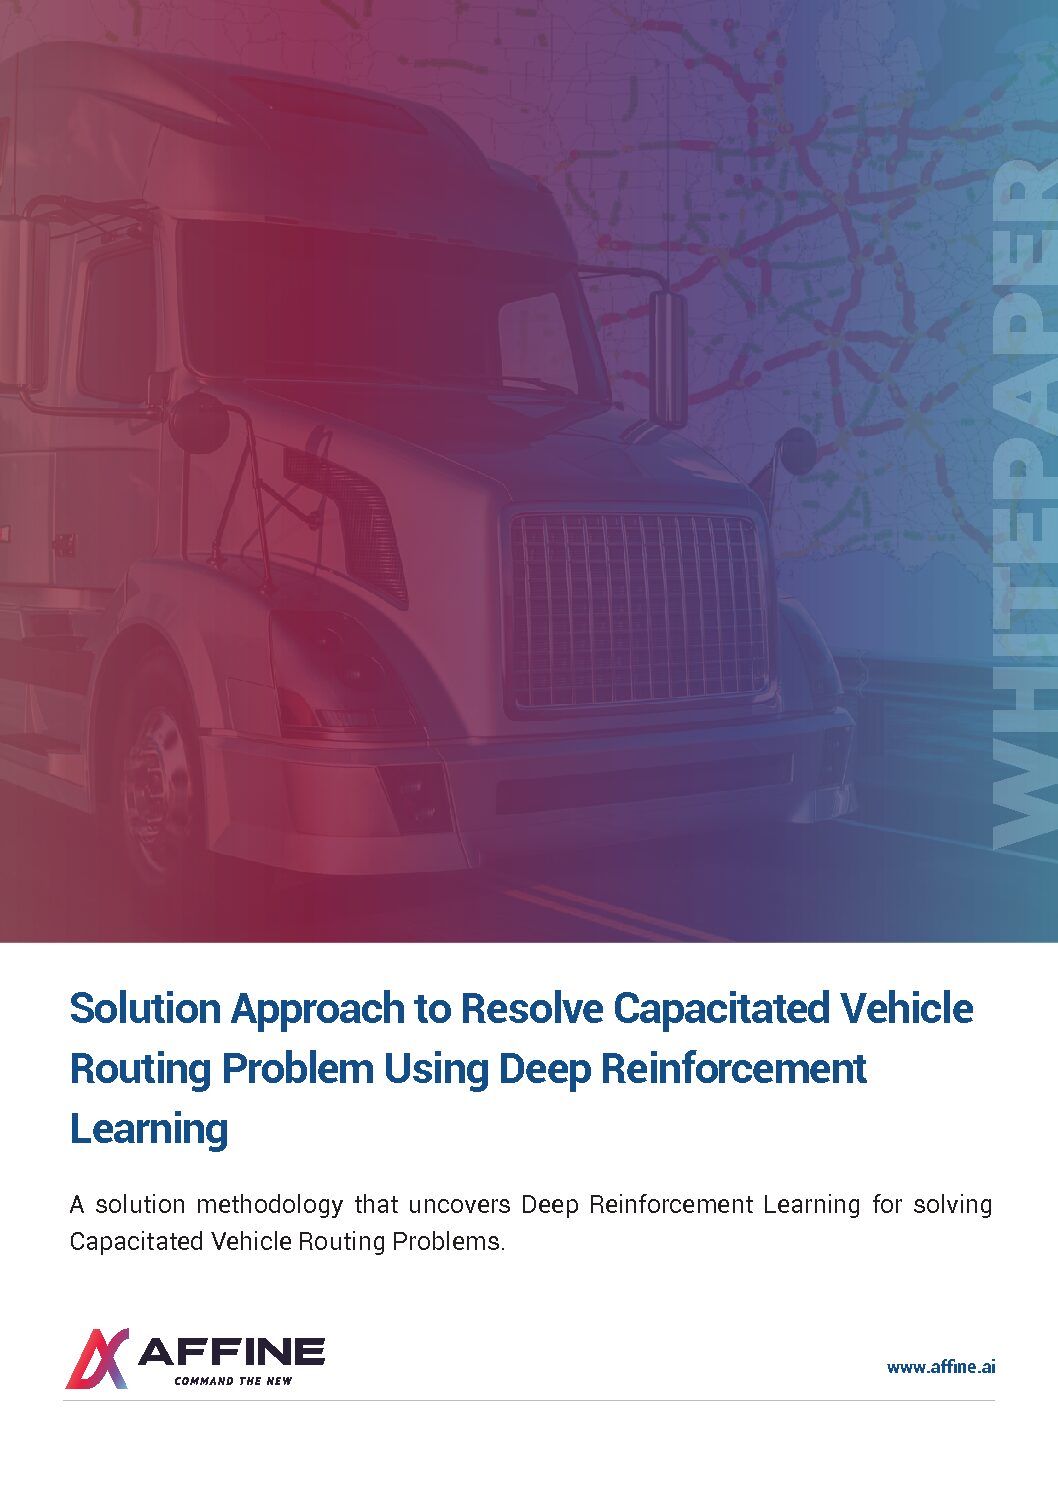 WHITEPAPER
Solution Approach to Resolve Capacitated Vehicle
Routing Problem Using Deep Reinforcement
Learning
A solution methodology that uncovers Deep Reinforcement Learning for solving
Capacitated Vehicle Routing Problems.
AFFINE
COMMAND THE NEW
www.affine.ai